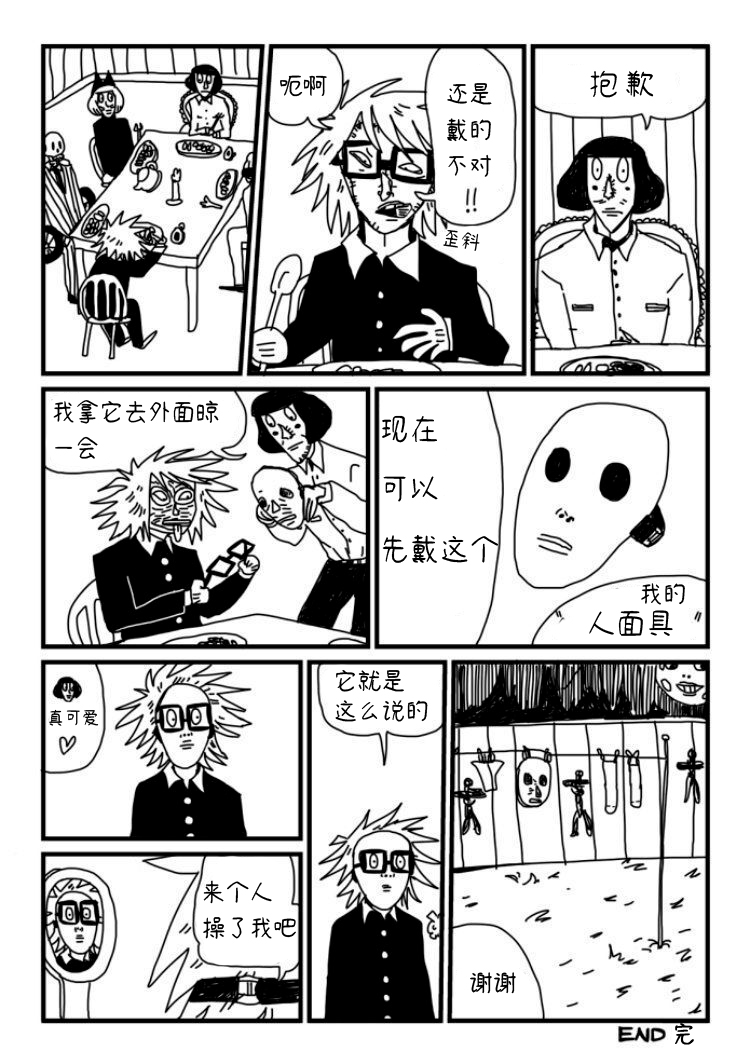 呃啊
还是
戴的
不对
!!
歪斜
抱歉
我拿它去外面晾
一会
现在
可以
先戴这个
我的
人面具
真可爱
♡
来个人
操了我吧
它就是
这么说的
谢谢
END 完